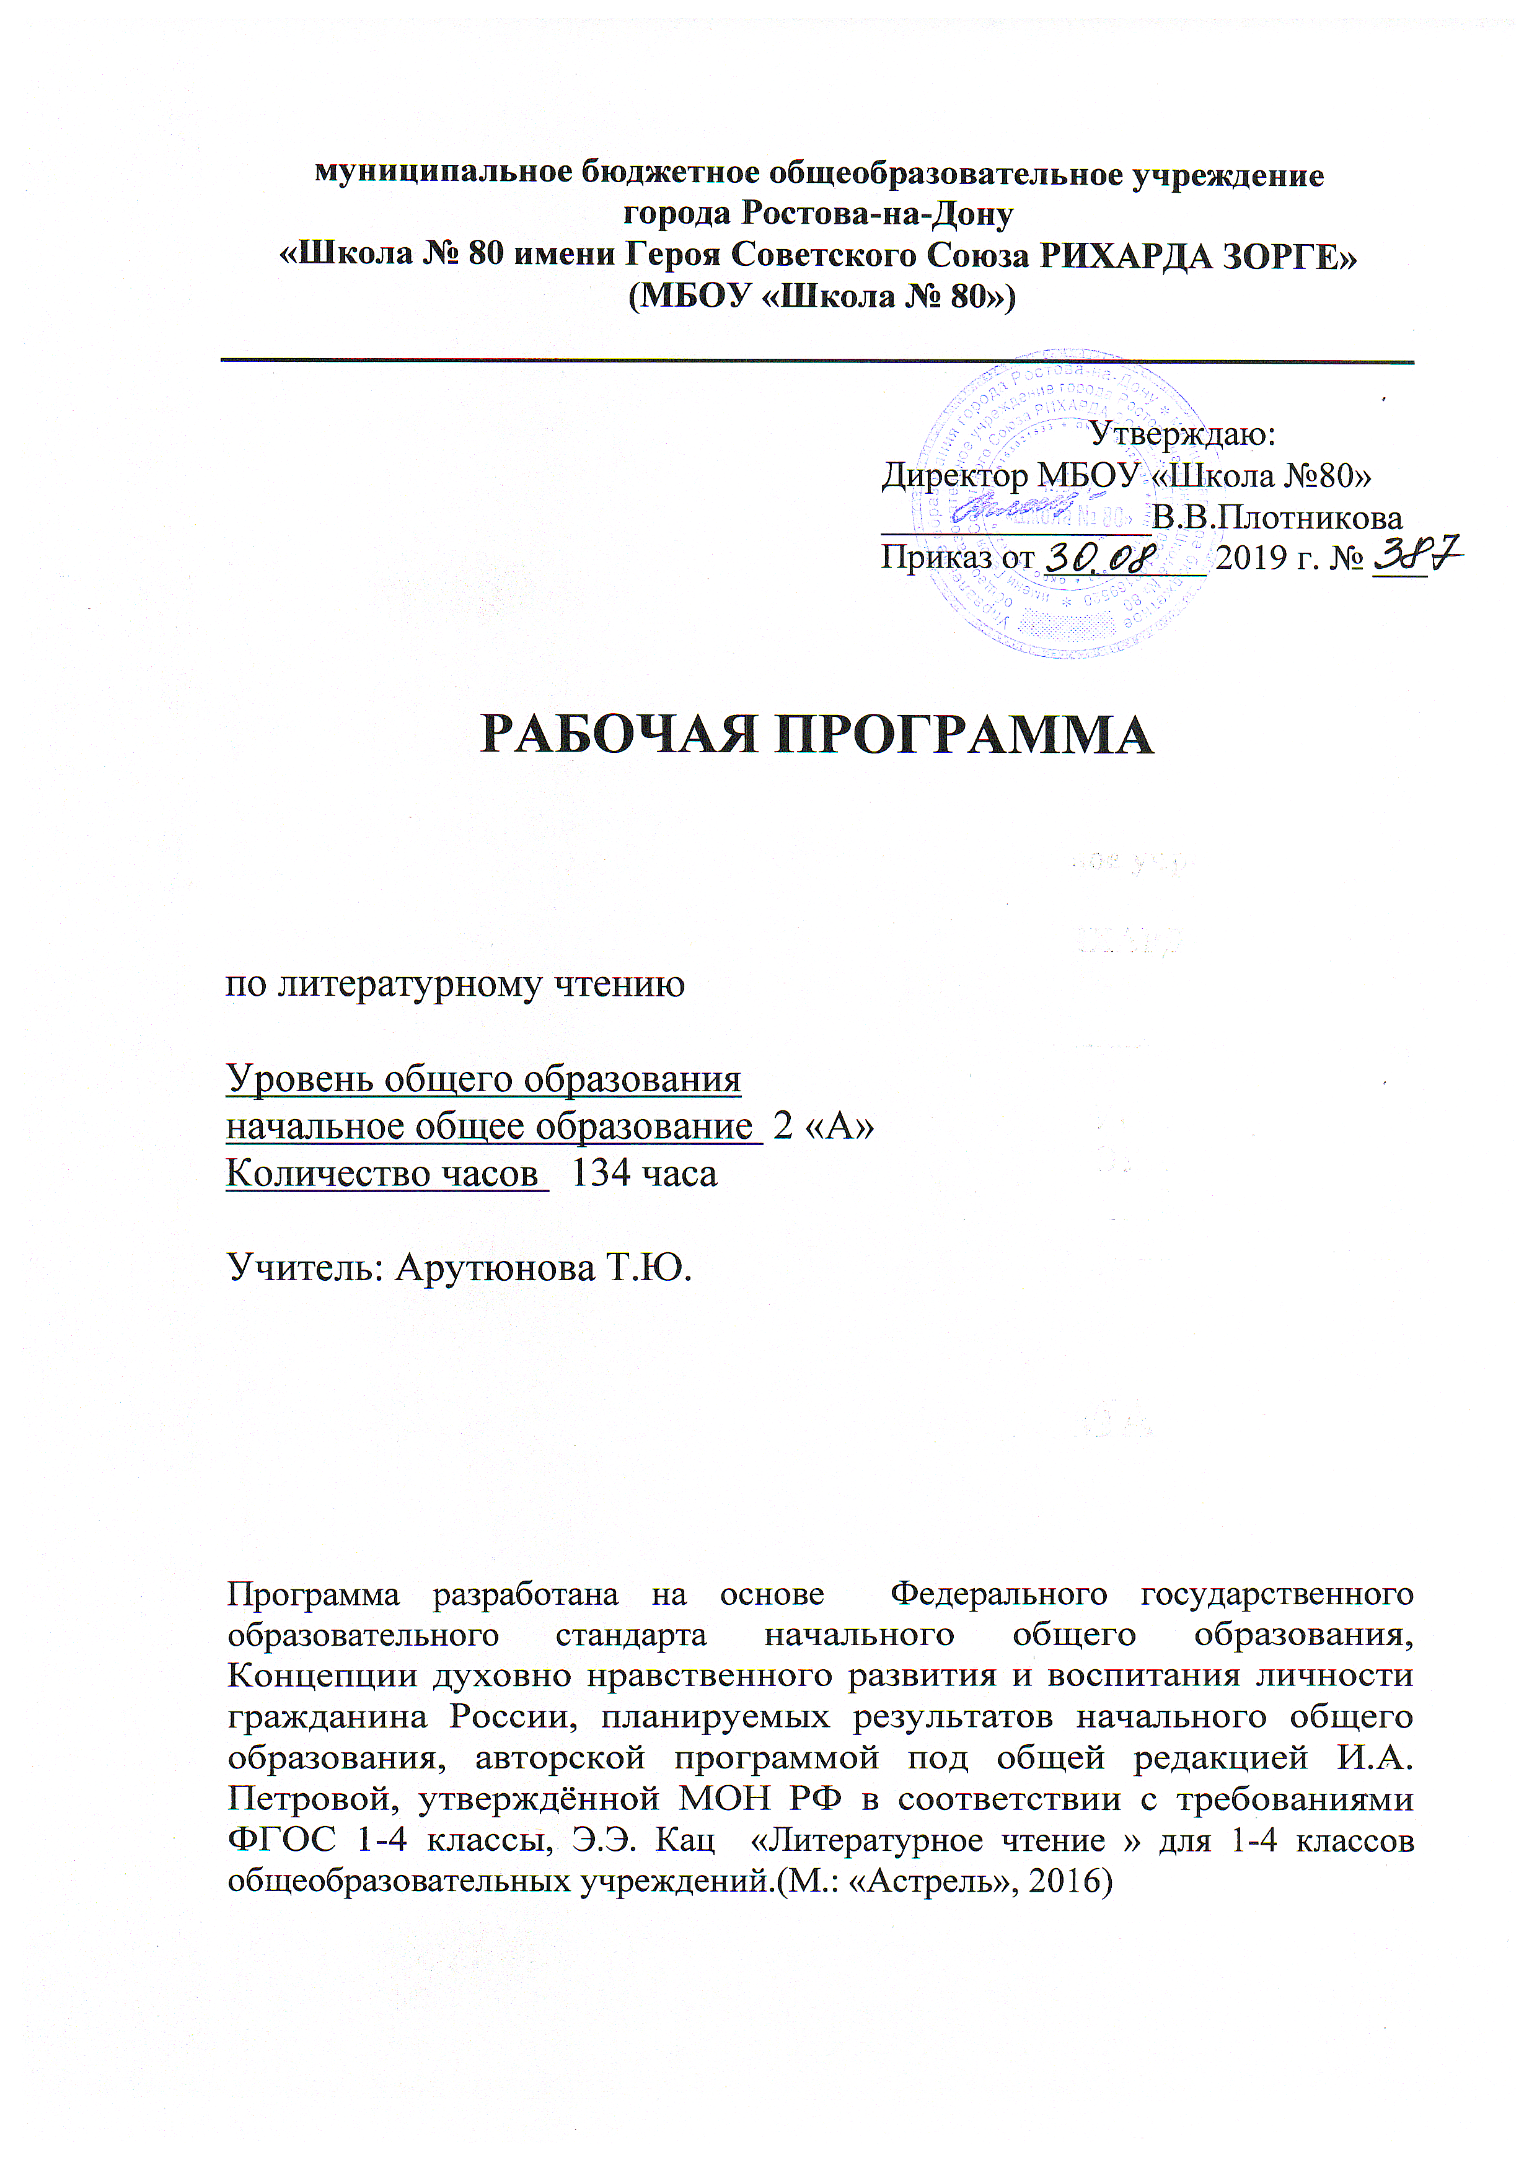 муниципальное бюджетное общеобразовательное учреждение
города Ростова-на-Дону
«Школа № 80 имени Героя Советского Союза РИХАРДА ЗОРГЕ»
(МБОУ «Школа № 80»)
Утверждаю:
Директор МБОУ «Школа №80»
В.В.Плотникова
Приказ от 30.08 2019 г. № 387
РАБОЧАЯ ПРОГРАММА
по литературному чтению
Уровень общего образования
начальное общее образование 2 «А»
Количество часов 134 часа
Учитель: Арутюнова Т.Ю.
Программа разработана на основе Федерального государственного
образовательного стандарта начального общего образования,
Концепции духовно нравственного развития и воспитания личности
гражданина России, планируемых результатов начального общего
образования, авторской программой под общей редакцией И.А.
Петровой, утверждённой МОН РФ в соответствии с требованиями
ФГОС 1-4 классы, Э.Э. Кац «Литературное чтение » для 1-4 классов
общеобразовательных учреждений.(М.: «Астрель», 2016)